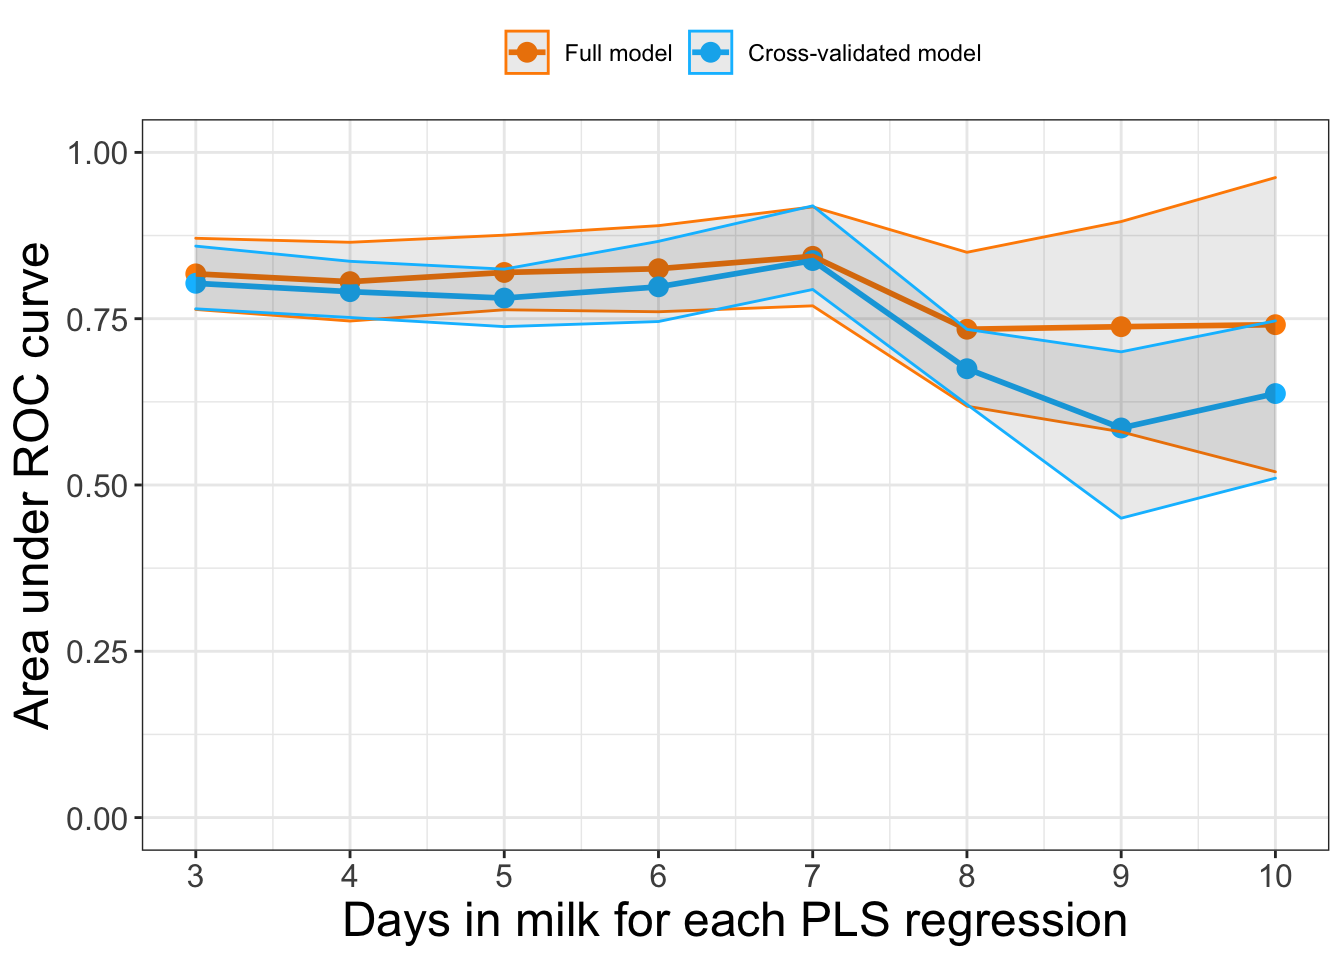 Full model
Cross-validated model
1.00
0.75
0.50
0.25
0.00
Area under ROC curve
3 4 5 6 7 8 9 10
Days in milk for each PLS regression